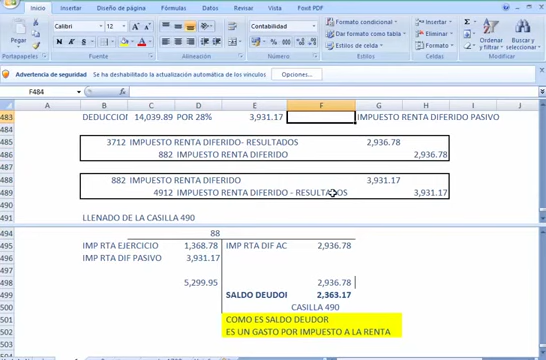 Inicio Insertar Diseño de página Fórmulas Datos Revisar Vista Foxit PDF
Calibri 12 Contabilidad Formato condicional Insertar
Pegar N K S Dar formato como tabla Eliminar Ordenar y filtrar Buscar y seleccionar
Estilos de celda Formato
Portapapeles Fuente Alineación Número Estilos Celdas Modificar
Advertencia de seguridad Se ha deshabilitado la actualización automática de los vínculos Opciones...
F484 fx
A B C D E F G H I J
483 DEDUCCION 14,039.89 POR 28% 3,931.17 IMPUESTO RENTA DIFERIDO PASIVO
484
485 3712 IMPUESTO RENTA DIFERIDO- RESULTADOS 2,936.78
486 882 IMPUESTO RENTA DIFERIDO 2,936.78
487
488 882 IMPUESTO RENTA DIFERIDO 3,931.17
489 4912 IMPUESTO RENTA DIFERIDO - RESULTADOS 3,931.17
490
491 LLENADO DE LA CASILLA 490
494 88
495 IMP RTA EJERCICIO 1,368.78 IMP RTA DIF AC 2,936.78
496 IMP RTA DIF PASIVO 3,931.17
498 5,299.95 2,936.78
499 SALDO DEUDOR 2,363.17
500 CASILLA 490
501 COMO ES SALDO DEUDOR
502 ES UN GASTO POR IMPUESTO A LA RENTA